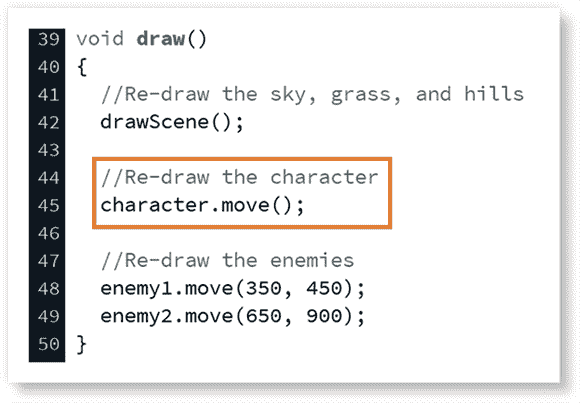 39 void draw()
40 {
41 //Re-draw the sky, grass, and hills
42 drawScene();
43
44 //Re-draw the character
45 character.move();
46
47 //Re-draw the enemies
48 enemy1.move(350, 450);
49 enemy2.move(650, 900);
50 }